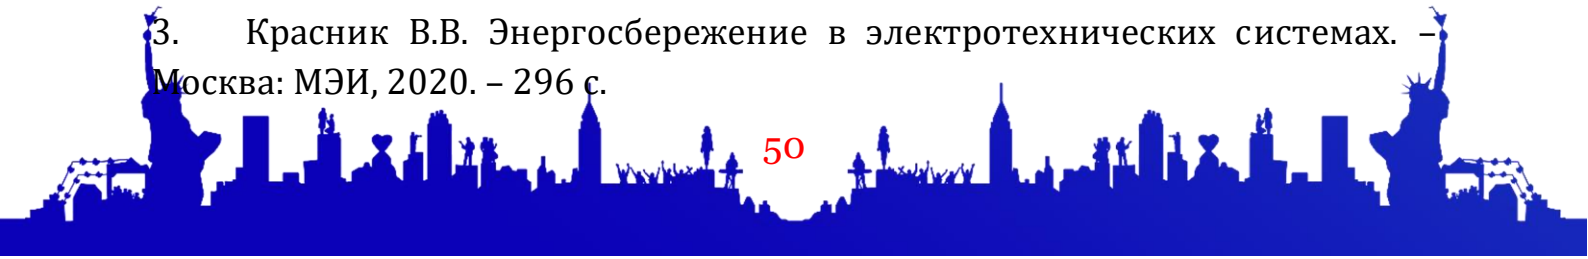 3. Красник В.В. Энергосбережение в электротехнических системах. –
Москва: МЭИ, 2020. – 296 с.
50